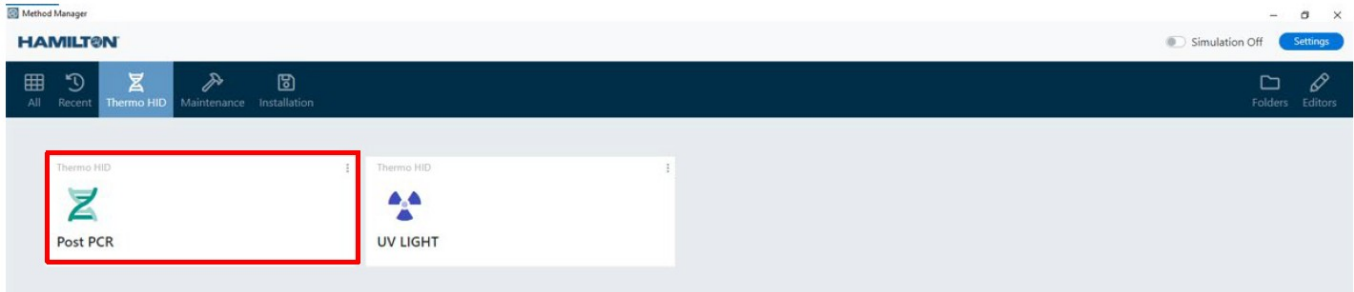 Method Manager
HAMILTON
Simulation Off Settings
All Recent Thermo HID Maintenance Installation Folders Editors
Thermo HID Thermo HID
Post PCR UV LIGHT